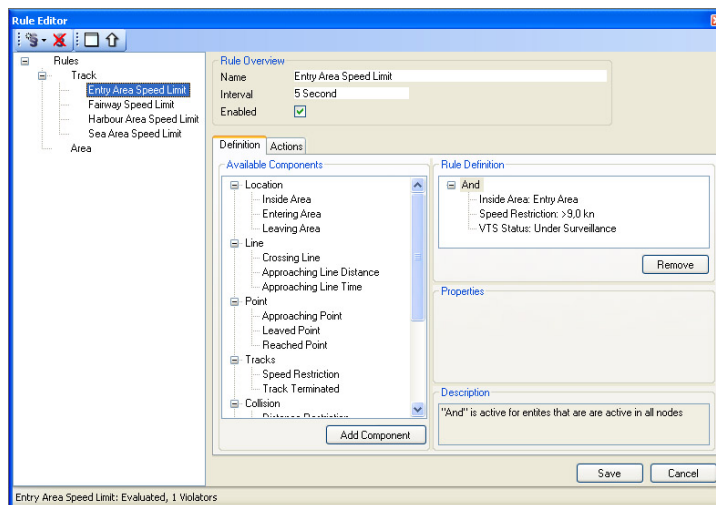 Rule Editor
Rules
Track
Entry Area Speed Limit
Fairway Speed Limit
Harbour Area Speed Limit
Sea Area Speed Limit
Area
Rule Overview
Name Entry Area Speed Limit
Interval 5 Second
Enabled
Definition Actions
Available Components
Location
Inside Area
Entering Area
Leaving Area
Line
Crossing Line
Approaching Line Distance
Approaching Line Time
Point
Approaching Point
Leaved Point
Reached Point
Tracks
Speed Restriction
Track Terminated
Collision
Distance Restriction
Add Component
Rule Definition
And
Inside Area: Entry Area
Speed Restriction: >9,0 kn
VTS Status: Under Surveillance
Remove
Properties
Description
"And" is active for entites that are are active in all nodes
Save Cancel
Entry Area Speed Limit: Evaluated, 1 Violators